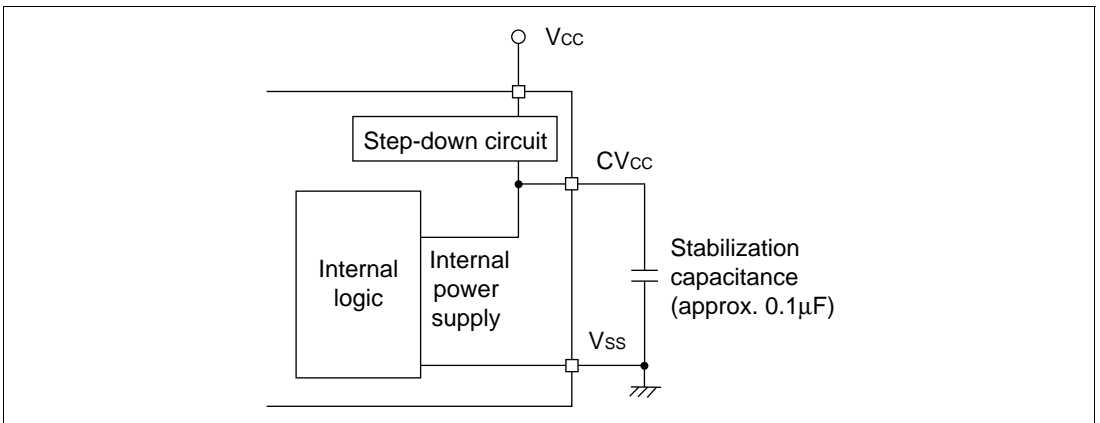 VCC
Step-down circuit
CVCC
Internal
logic
Internal
power
supply
Stabilization
capacitance
(approx. 0.1μF)
VSS